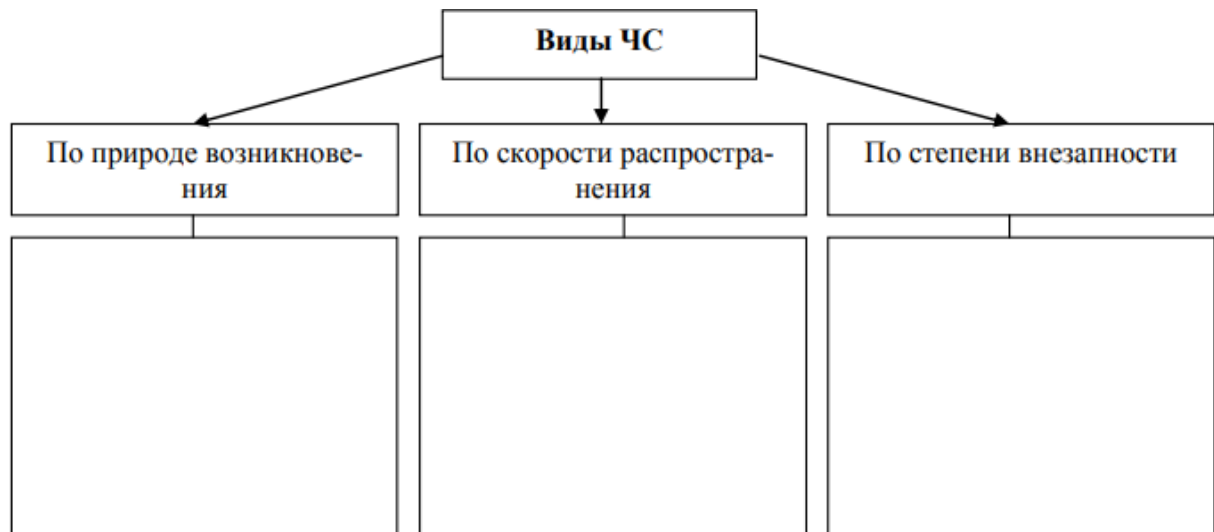 Виды ЧС
По природе возникнове-
ния
По скорости распростра-
нения
По степени внезапности